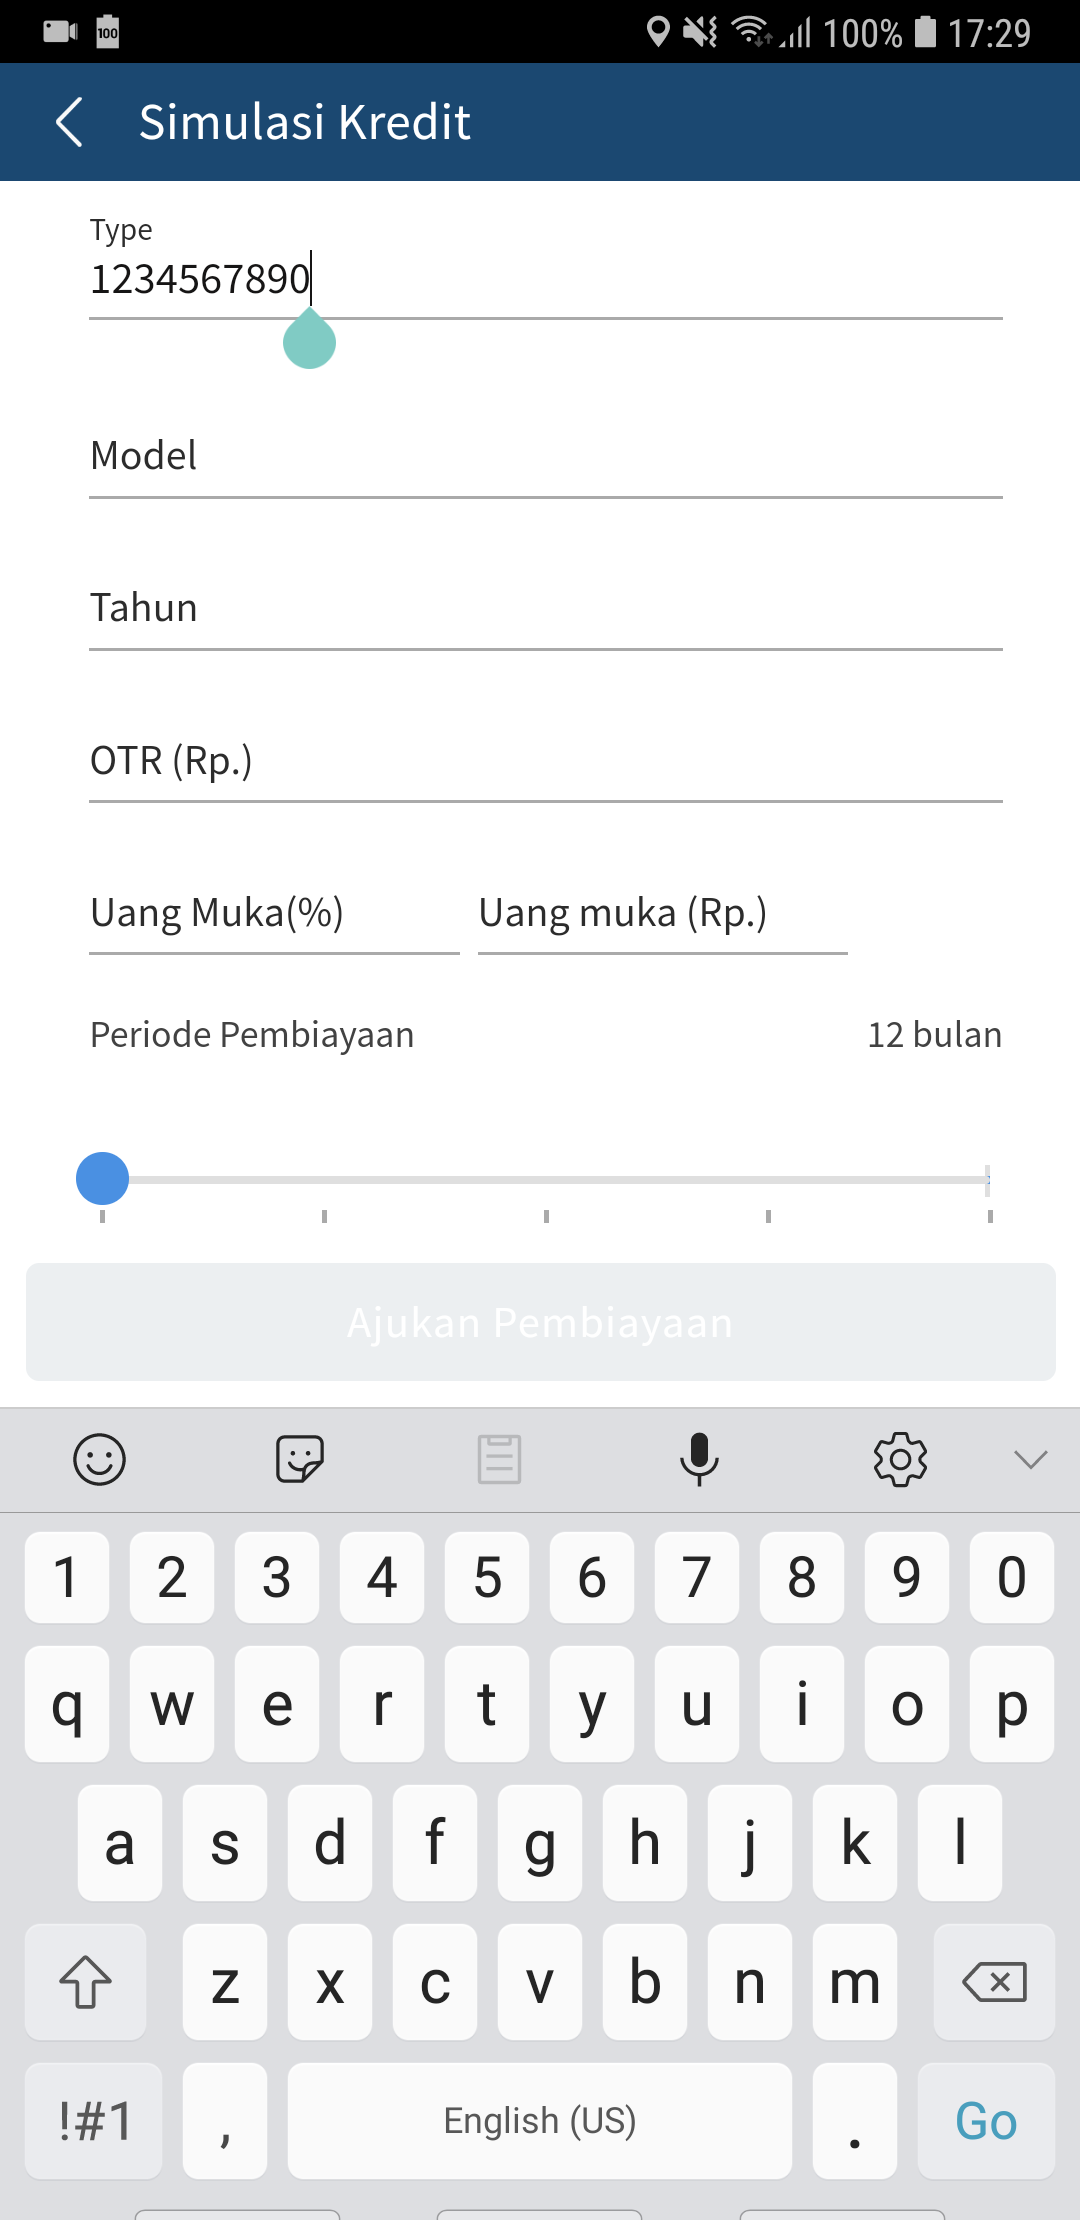 100 100% 17:29
Simulasi Kredit
Type
1234567890
Model
Tahun
OTR (Rp.)
Uang Muka(%) Uang muka (Rp.)
Periode Pembiayaan 12 bulan
Ajukan Pembiayaan
1 2 3 4 5 6 7 8 9 0
q w e r t y u i o p
a s d f g h j k l
z x c v b n m
!#1 , English (US) . Go